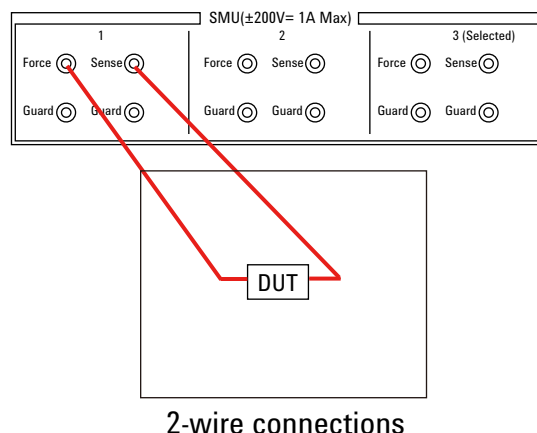 SMU(±200V= 1A Max)
1 2 3 (Selected)
Force Sense Force Sense Force Sense
Guard Guard Guard Guard Guard Guard
DUT
2-wire connections